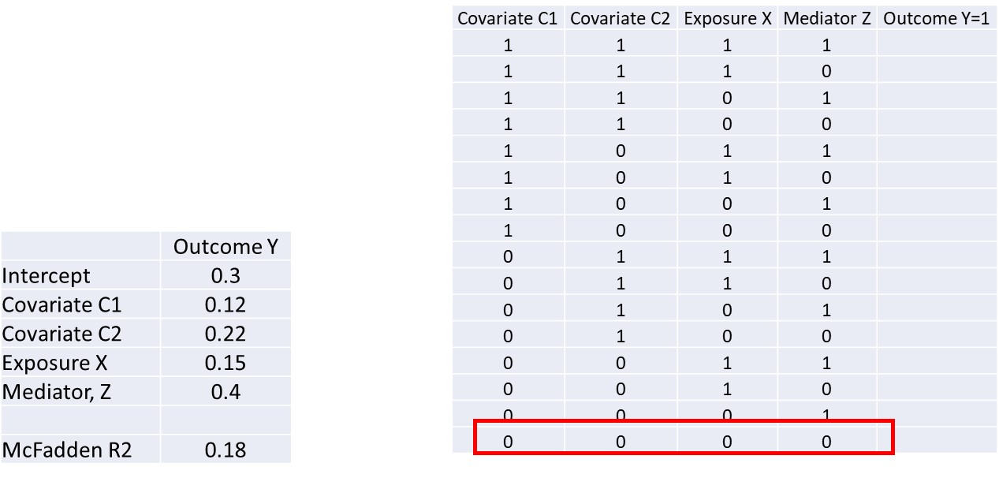 Outcome Y
Intercept 0.3
Covariate C1 0.12
Covariate C2 0.22
Exposure X 0.15
Mediator, Z 0.4
McFadden R2 0.18
Covariate C1 Covariate C2 Exposure X Mediator Z Outcome Y=1
1 1 1 1
1 1 1 0
1 1 0 1
1 1 0 0
1 0 1 1
1 0 1 0
1 0 0 1
1 0 0 0
0 1 1 1
0 1 1 0
0 1 0 1
0 1 0 0
0 0 1 1
0 0 1 0
0 0 0 1
0 0 0 0